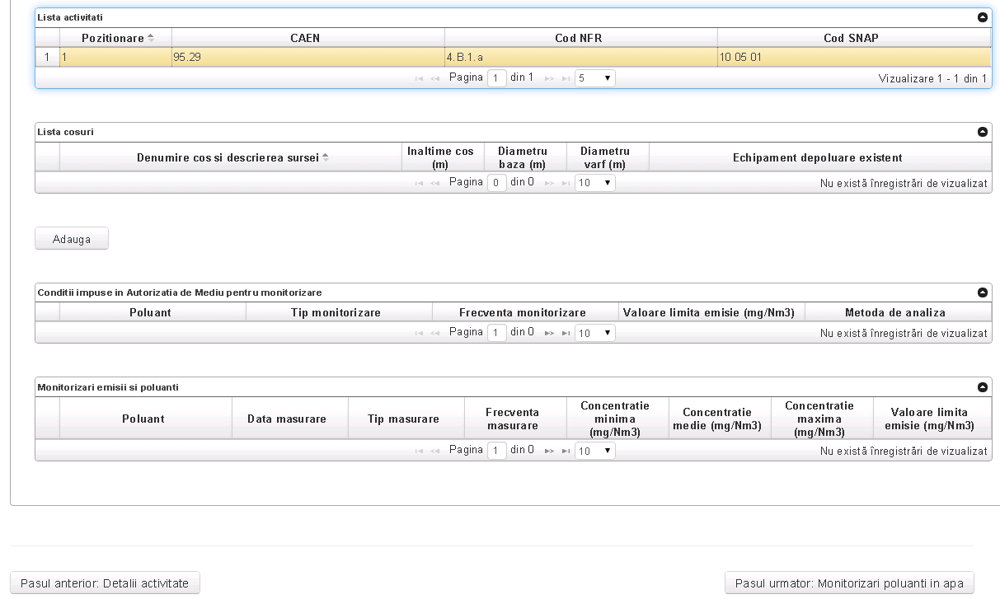 Lista activitati
Pozitionare CAEN Cod NFR Cod SNAP
1 1 95.29 4.B.1.a 10 05 01
Pagina 1 din 1 5 Vizualizare 1 - 1 din 1
Lista cosuri
Denumire cos si descrierea sursei Inaltime cos (m) Diametru baza (m) Diametru varf (m) Echipament depoluare existent
Pagina 0 din 0 10 Nu există înregistrări de vizualizat
Adauga
Conditii impuse in Autorizatia de Mediu pentru monitorizare
Poluant Tip monitorizare Frecventa monitorizare Valoare limita emisie (mg/Nm3) Metoda de analiza
Pagina 1 din 0 10 Nu există înregistrări de vizualizat
Monitorizari emisii si poluanti
Poluant Data masurare Tip masurare Frecventa masurare Concentratie minima (mg/Nm3) Concentratie medie (mg/Nm3) Concentratie maxima (mg/Nm3) Valoare limita emisie (mg/Nm3)
Pagina 1 din 0 10 Nu există înregistrări de vizualizat
Pasul anterior: Detalii activitate Pasul urmator: Monitorizari poluanti in apa